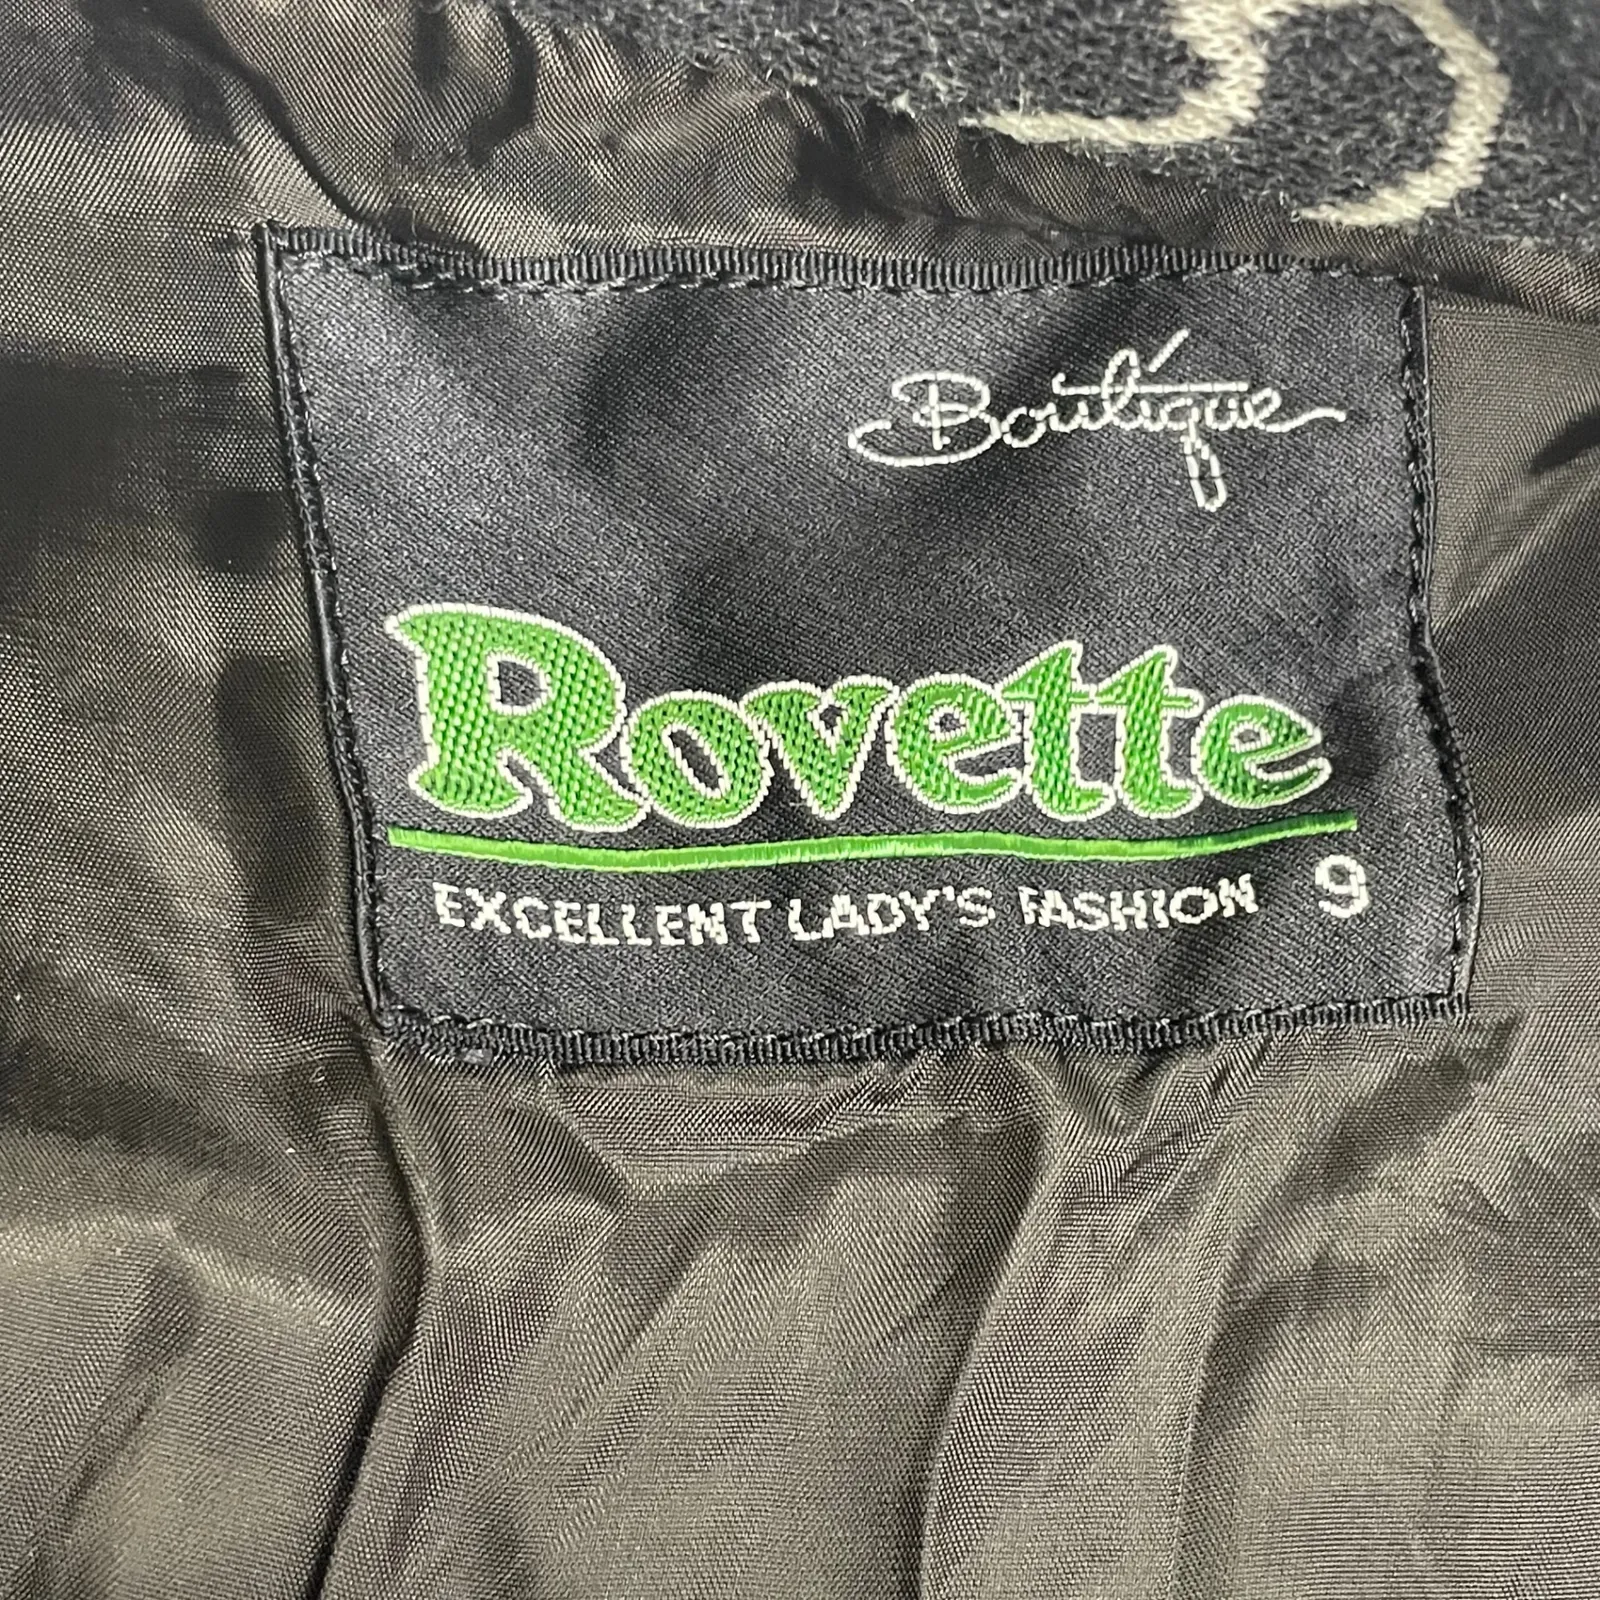 Boutique
Rovette
EXCELLENT LADY'S FASHION 9